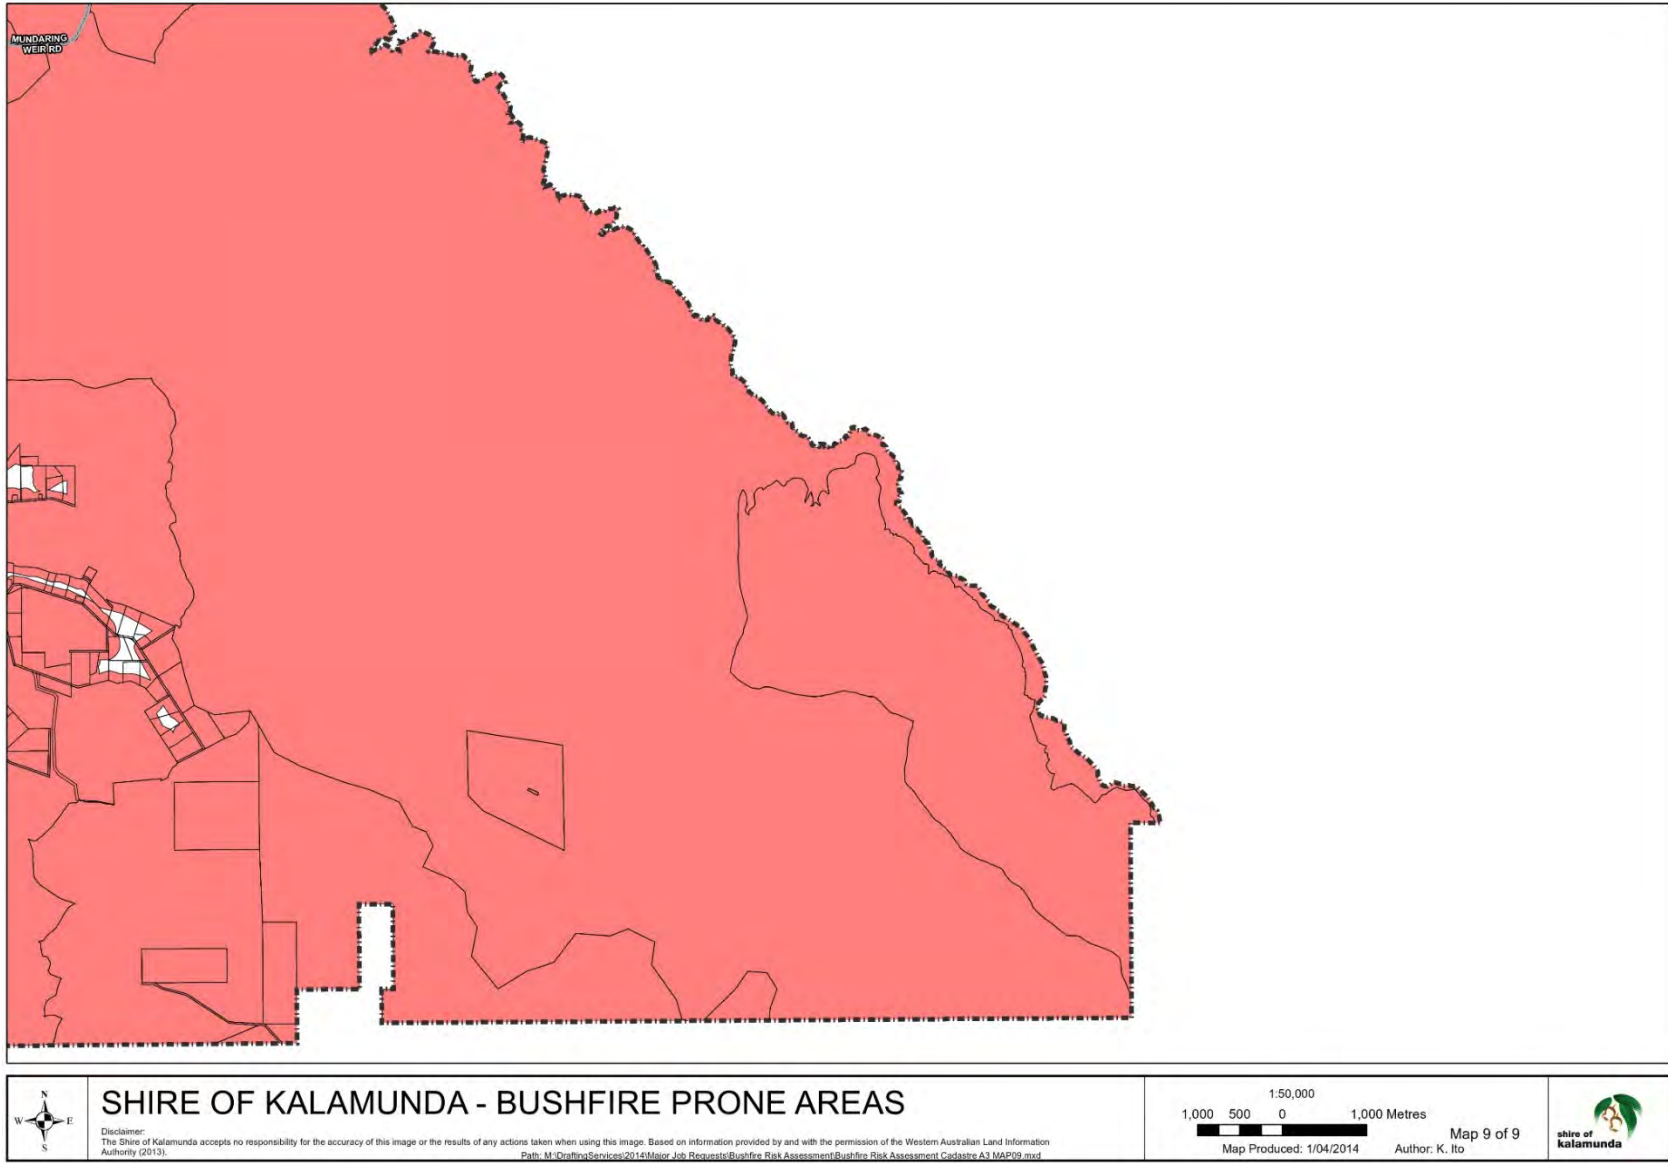 MUNDARING
WEIR RD
N
W E
S
SHIRE OF KALAMUNDA - BUSHFIRE PRONE AREAS
Disclaimer:
The Shire of Kalamunda accepts no responsibility for the accuracy of this image or the results of any actions taken when using this image. Based on information provided by and with the permission of the Western Australian Land Information
Authority (2013).
Path: M:\DraftingServices\2014\Major Job Requests\Bushfire Risk Assessment\Bushfire Risk Assessment Cadastre A3 MAP09.mxd
1:50,000
1,000 500 0 1,000 Metres
Map 9 of 9
Map Produced: 1/04/2014 Author: K. Ito
shire of
kalamunda